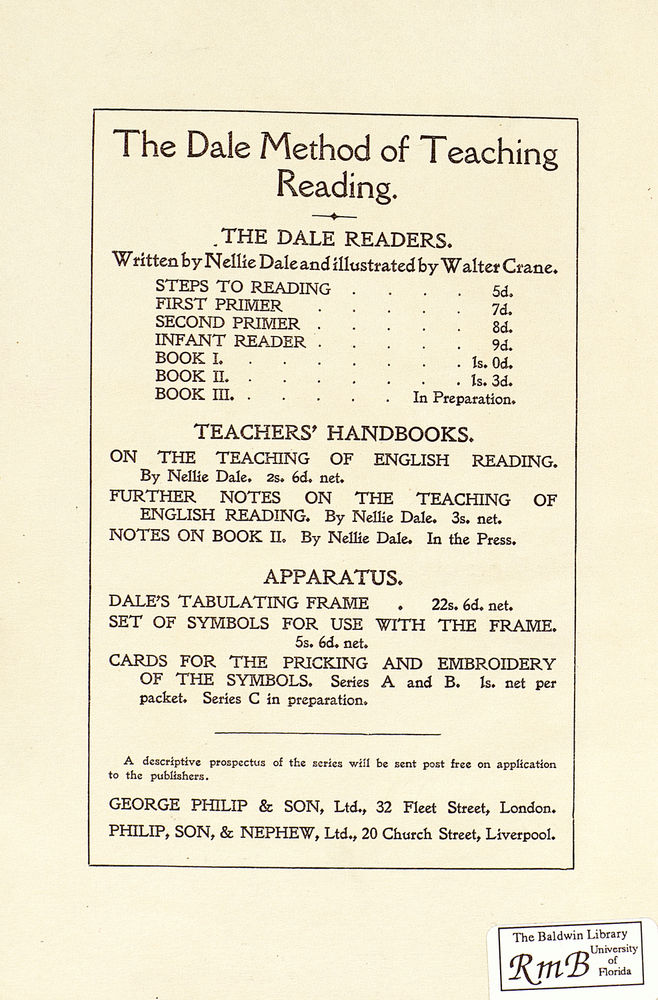 The Dale Method of Teaching
Reading.
THE DALE READERS.
Written by Nellie Dale and illustrated by Walter Crane.
STEPS TO READING . . . . 5d.
FIRST PRIMER . . . . . 7d.
SECOND PRIMER . . . . . 8d.
INFANT READER . . . . . 9d.
BOOK I. . . . . . . . 1s. 0d.
BOOK II. . . . . . . . 1s. 3d.
BOOK III. . . . . . In Preparation.
TEACHERS' HANDBOOKS.
ON THE TEACHING OF ENGLISH READING.
By Nellie Dale. 2s. 6d. net.
FURTHER NOTES ON THE TEACHING OF
ENGLISH READING. By Nellie Dale. 3s. net.
NOTES ON BOOK II. By Nellie Dale. In the Press.
APPARATUS.
DALE'S TABULATING FRAME . 22s. 6d. net.
SET OF SYMBOLS FOR USE WITH THE FRAME.
5s. 6d. net.
CARDS FOR THE PRICKING AND EMBROIDERY
OF THE SYMBOLS. Series A and B. 1s. net per
packet. Series C in preparation.
A descriptive prospectus of the series will be sent post free on application
to the publishers.
GEORGE PHILIP & SON, Ltd., 32 Fleet Street, London.
PHILIP, SON, & NEPHEW, Ltd., 20 Church Street, Liverpool.
The Baldwin Library
RmB University
of
Florida